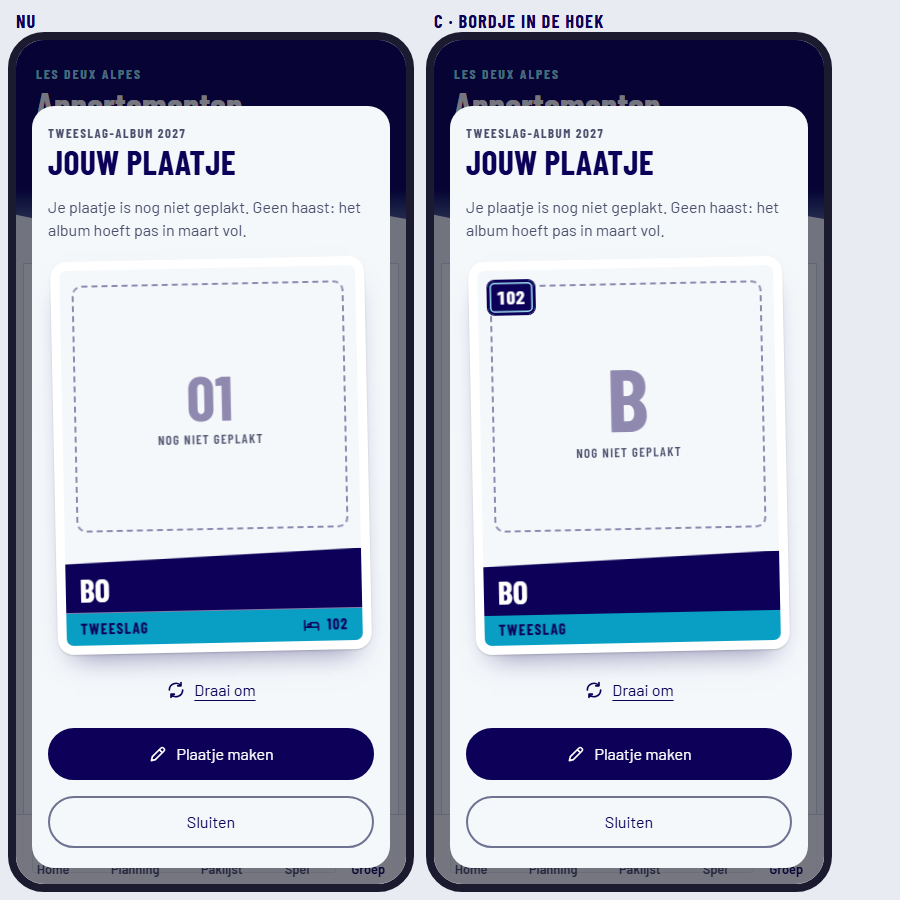 NU
LES DEUX ALPES
Appartementen
TWEESLAG-ALBUM 2027
JOUW PLAATJE
Je plaatje is nog niet geplakt. Geen haast: het
album hoeft pas in maart vol.
01
NOG NIET GEPLAKT
BO
TWEESLAG
102
Draai om
Plaatje maken
Sluiten
Home Planning Paklijst Spel Groep
C · BORDJE IN DE HOEK
LES DEUX ALPES
Appartementen
TWEESLAG-ALBUM 2027
JOUW PLAATJE
Je plaatje is nog niet geplakt. Geen haast: het
album hoeft pas in maart vol.
102
B
NOG NIET GEPLAKT
BO
TWEESLAG
Draai om
Plaatje maken
Sluiten
Home Planning Paklijst Spel Groep